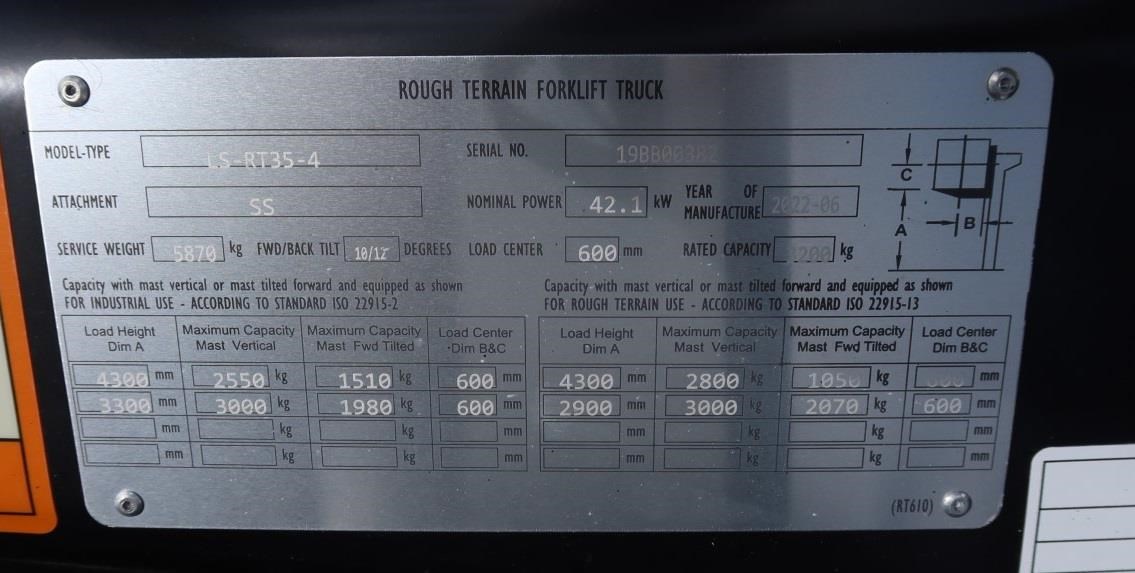 ROUGH TERRAIN FORKLIFT TRUCK
MODEL-TYPE LS-RT35-4 SERIAL NO. 19BB00382
ATTACHMENT SS NOMINAL POWER 42.1 kW YEAR OF MANUFACTURE 2022-06
SERVICE WEIGHT 5870 kg FWD/BACK TILT 10/12 DEGREES LOAD CENTER 600 mm RATED CAPACITY kg
C
B
A
Capacity with mast vertical or mast tilted forward and equipped as shown
FOR INDUSTRIAL USE - ACCORDING TO STANDARD ISO 22915-2
Load Height Maximum Capacity Maximum Capacity Load Center
Dim A Mast Vertical Mast Fwd Tilted Dim B&C
4300 mm 2550 kg 1510 kg 600 mm
3300 mm 3000 kg 1980 kg 600 mm
mm kg kg mm
mm kg kg mm
Capacity with mast vertical or mast tilted forward and equipped as shown
FOR ROUGH TERRAIN USE - ACCORDING TO STANDARD ISO 22915-13
Load Height Maximum Capacity Maximum Capacity Load Center
Dim A Mast Vertical Mast Fwd Tilted Dim B&C
4300 mm 2800 kg kg mm
2900 mm 3000 kg 2070 kg 600 mm
mm kg kg mm
mm kg kg mm
(RT610)